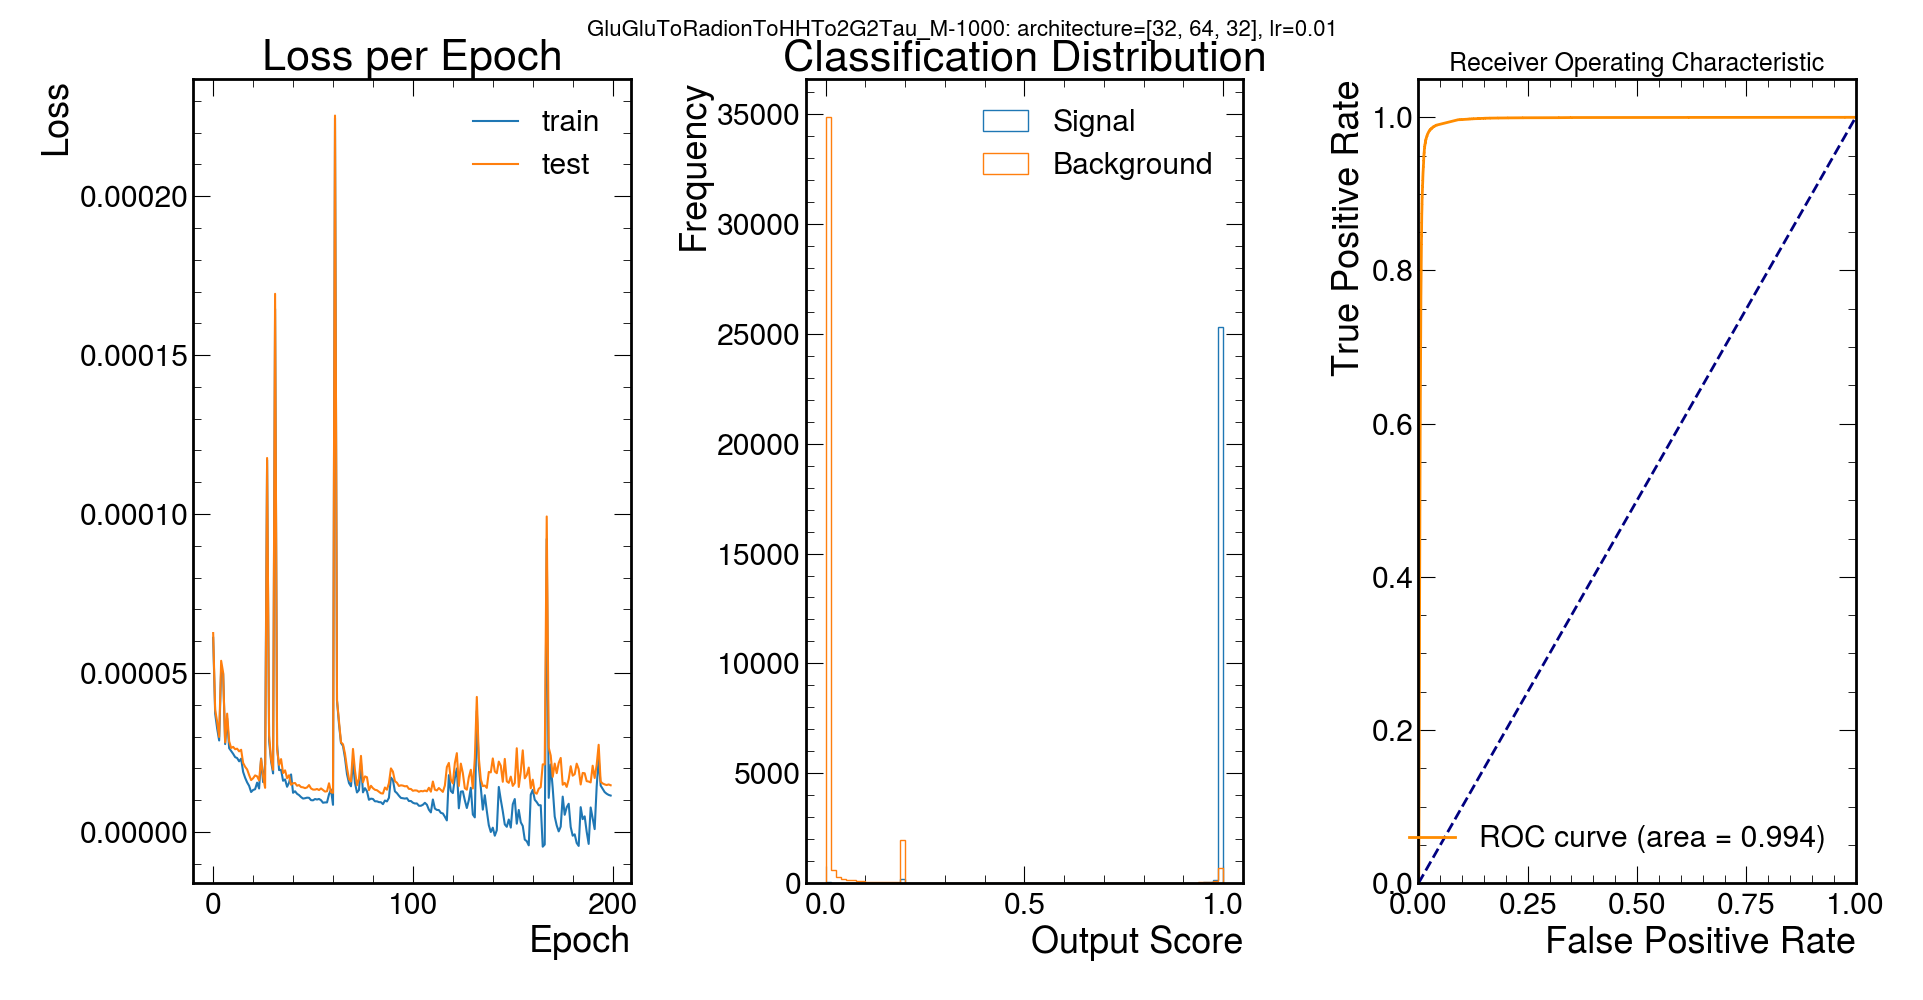 GluGluToRadionToHHTo2G2Tau_M-1000: architecture=[32, 64, 32], lr=0.01
Loss per Epoch
Loss
train
test
0.00020
0.00015
0.00010
0.00005
0.00000
0
100
200
Epoch
Classification Distribution
Frequency
Signal
Background
35000
30000
25000
20000
15000
10000
5000
0
0.0
0.5
1.0
Output Score
Receiver Operating Characteristic
True Positive Rate
1.0
0.8
0.6
0.4
0.2
0.0
ROC curve (area = 0.994)
0.00
0.25
0.50
0.75
1.00
False Positive Rate